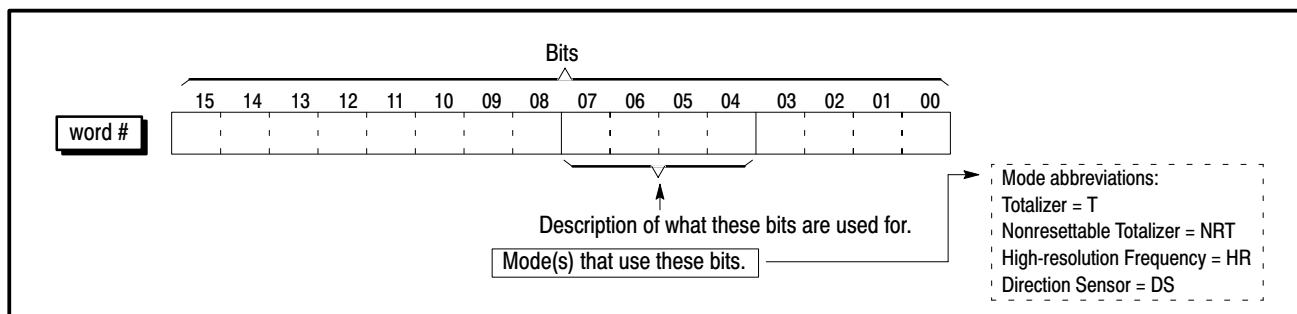 Bits
15 14 13 12 11 10 09 08 07 06 05 04 03 02 01 00
word #
Description of what these bits are used for.
Mode(s) that use these bits.
Mode abbreviations:
Totalizer = T
Nonresettable Totalizer = NRT
High-resolution Frequency = HR
Direction Sensor = DS